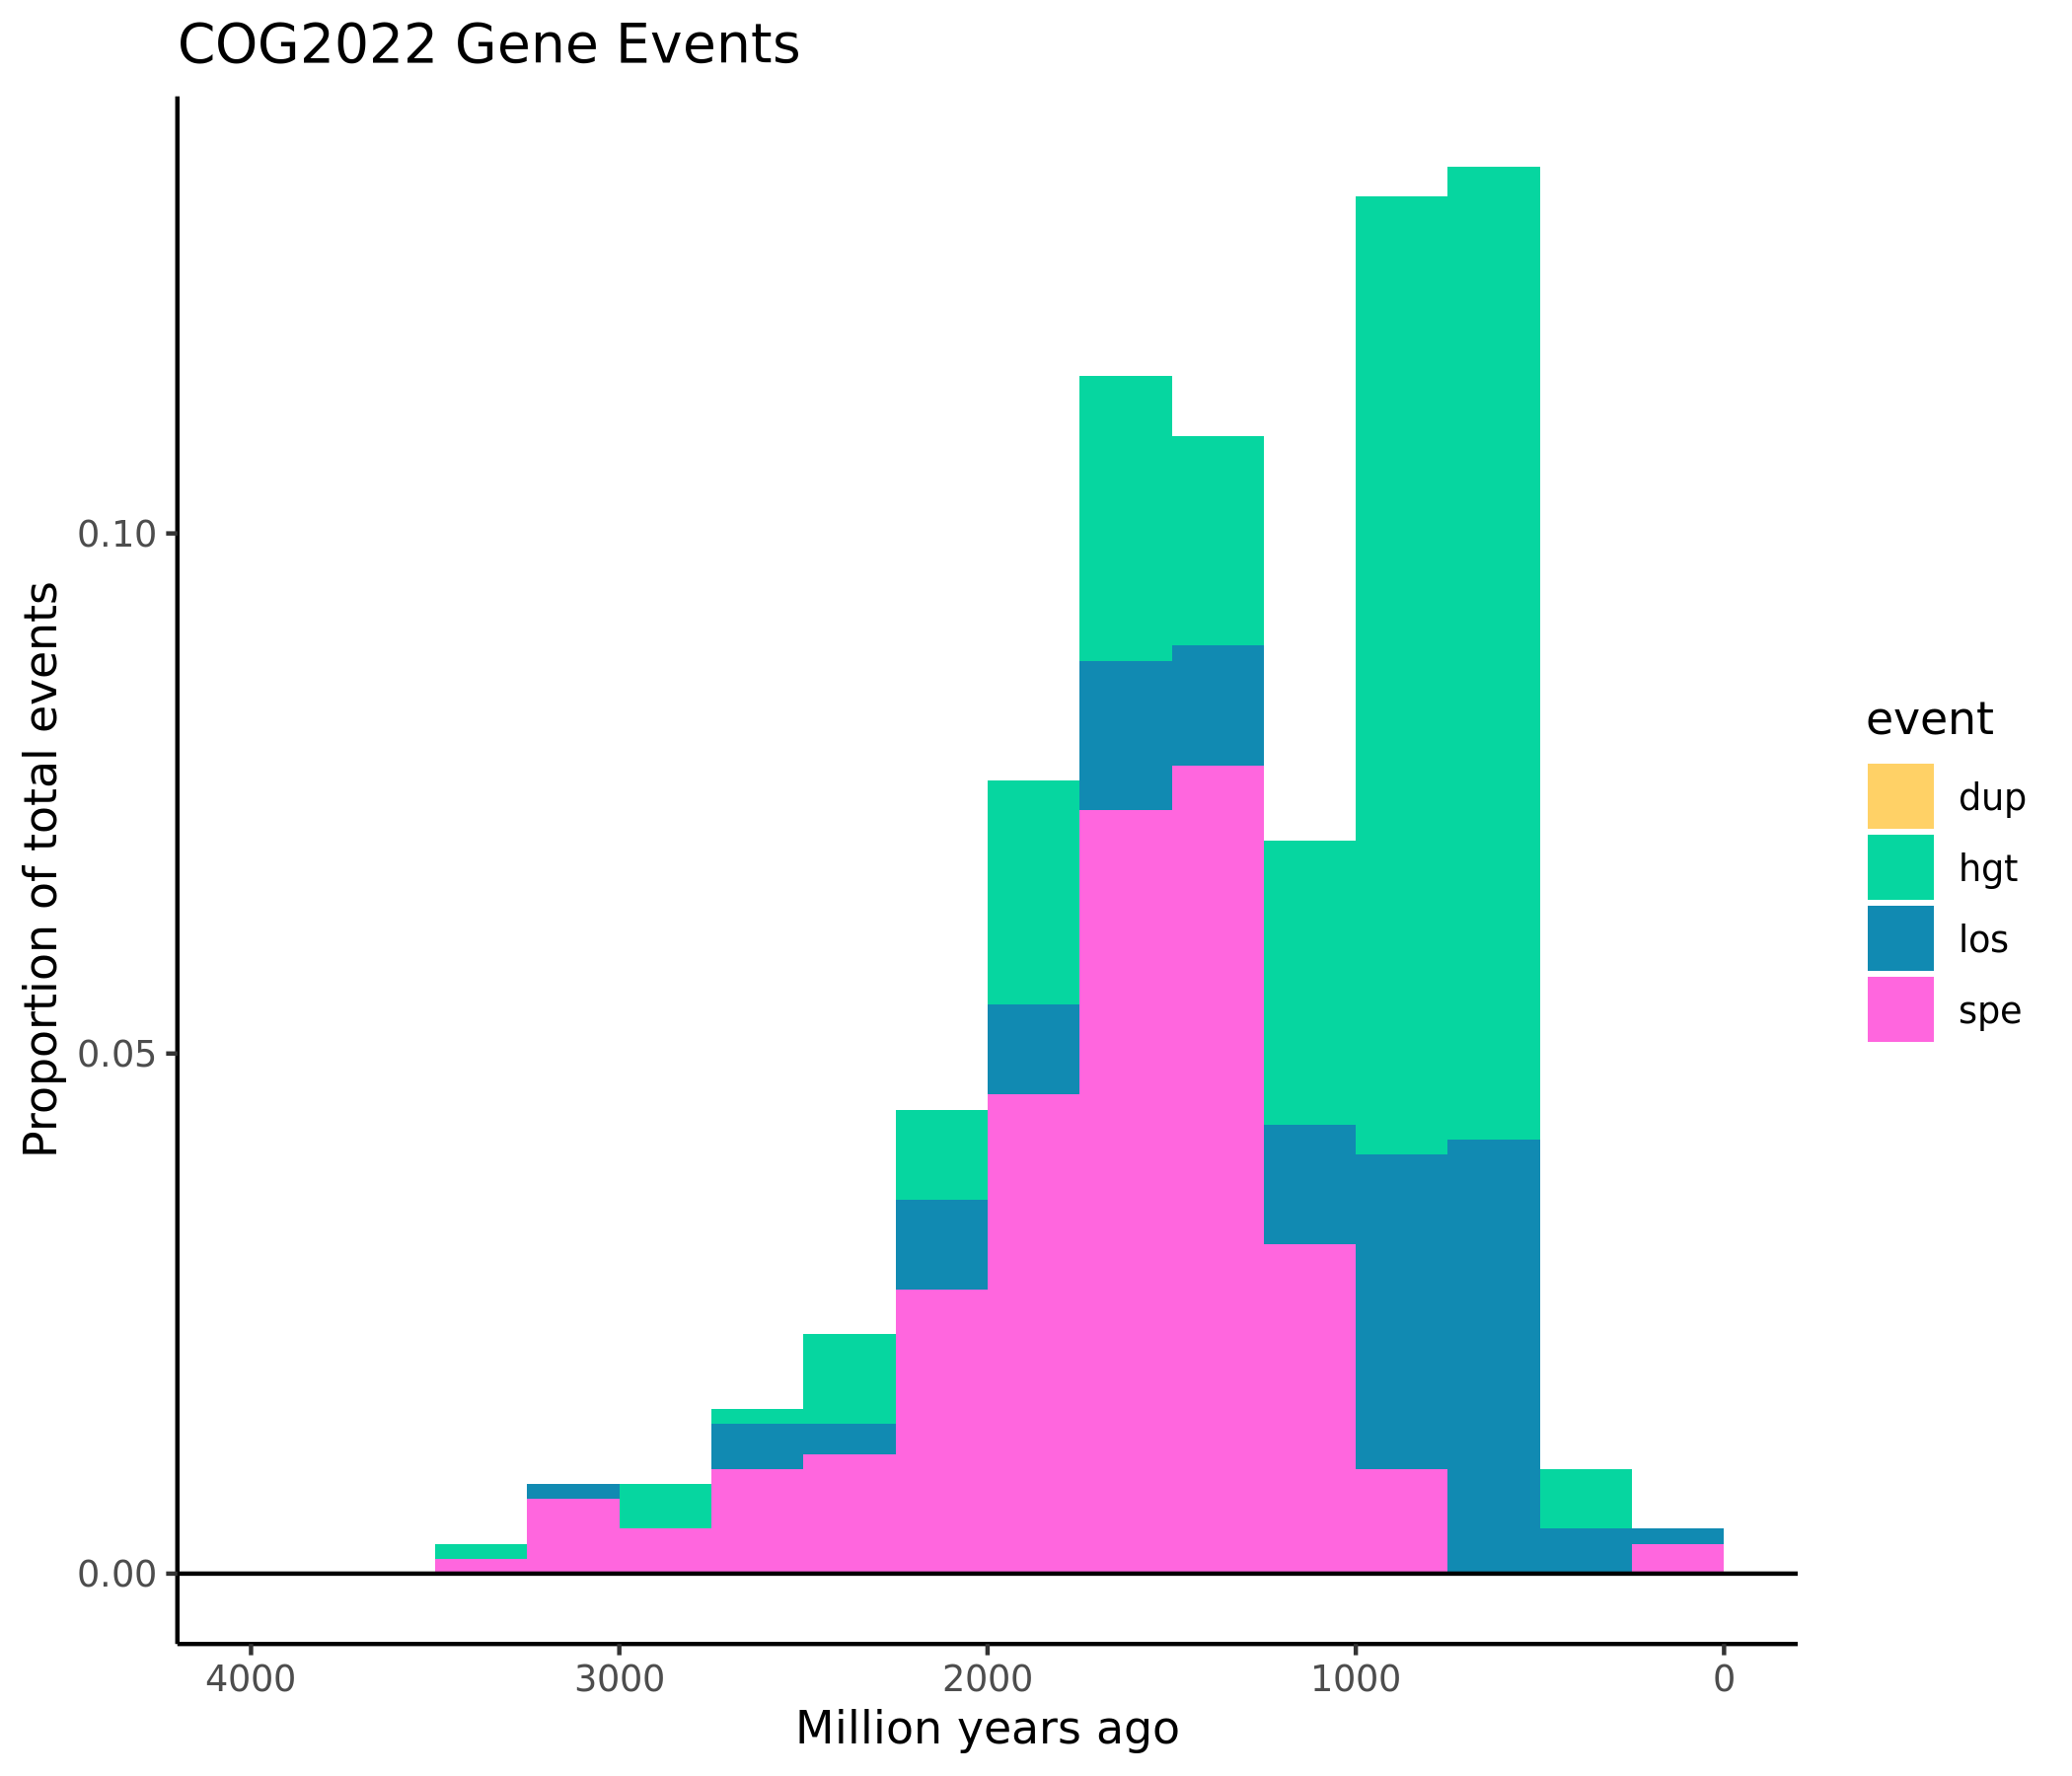 COG2022 Gene Events
Proportion of total events
0.10
0.05
0.00
4000 3000 2000 1000 0
Million years ago
event
dup
hgt
los
spe